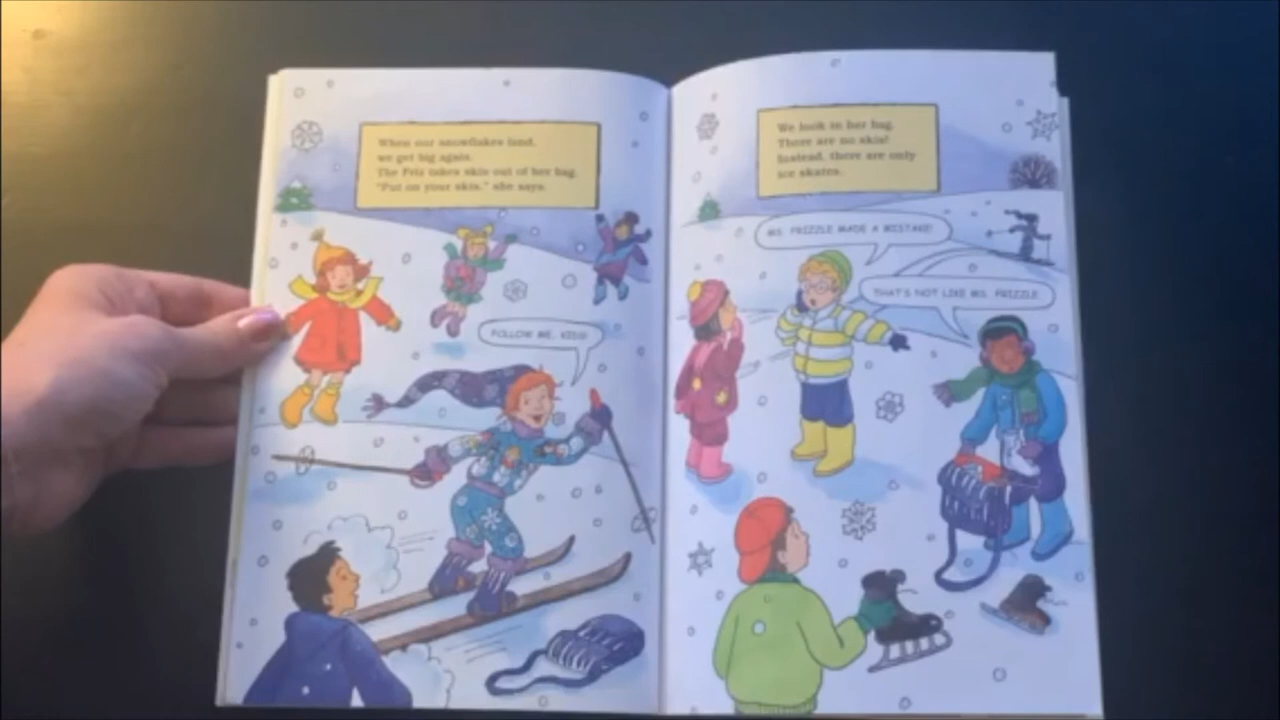 When our snowflakes land,
we get big again.
The Friz takes skis out of her bag.
"Put on your skis," she says.
FOLLOW ME, KIDS!
We look in her bag.
There are no skis!
Instead, there are only
ice skates.
MS. FRIZZLE MADE A MISTAKE!
THAT'S NOT LIKE MS. FRIZZLE.